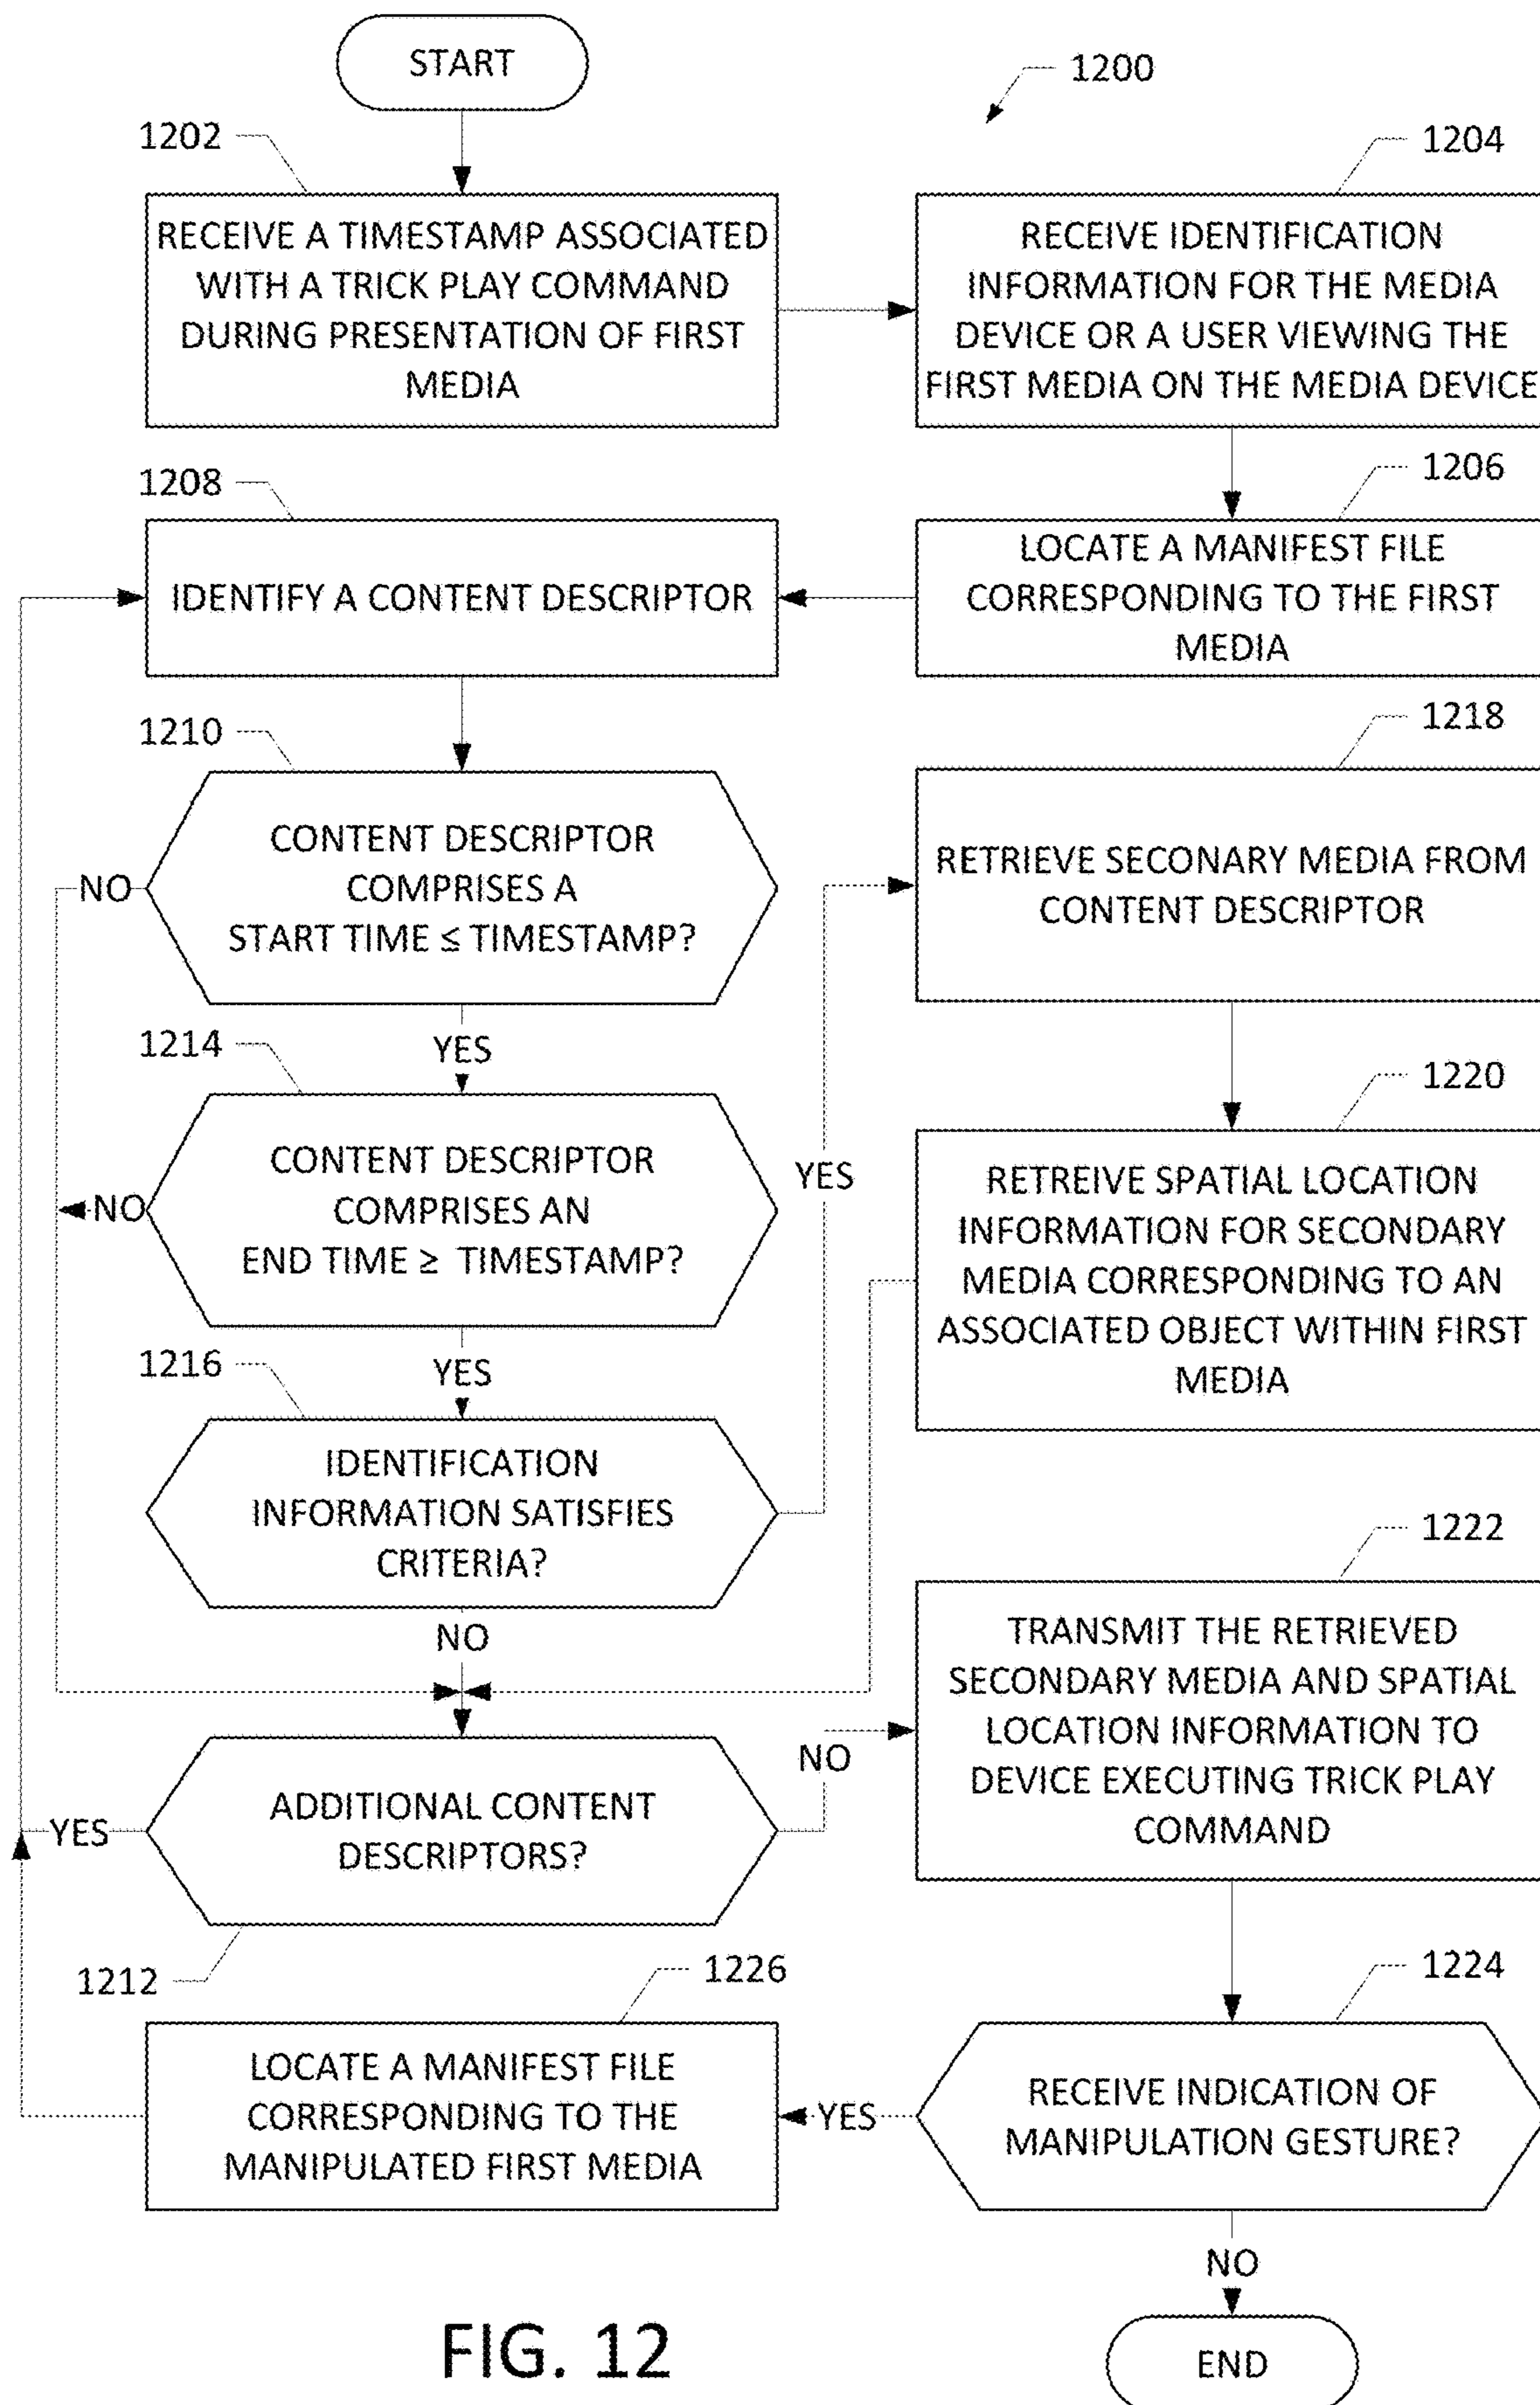 START
1200
1202
RECEIVE A TIMESTAMP ASSOCIATED
WITH A TRICK PLAY COMMAND
DURING PRESENTATION OF FIRST
MEDIA
1204
RECEIVE IDENTIFICATION
INFORMATION FOR THE MEDIA
DEVICE OR A USER VIEWING THE
FIRST MEDIA ON THE MEDIA DEVICE
1206
LOCATE A MANIFEST FILE
CORRESPONDING TO THE FIRST
MEDIA
1208
IDENTIFY A CONTENT DESCRIPTOR
1210
CONTENT DESCRIPTOR
COMPRISES A
START TIME ≤ TIMESTAMP?
NO
YES
1214
CONTENT DESCRIPTOR
COMPRISES AN
END TIME ≥ TIMESTAMP?
NO
YES
1216
IDENTIFICATION
INFORMATION SATISFIES
CRITERIA?
YES
NO
1218
RETRIEVE SECONARY MEDIA FROM
CONTENT DESCRIPTOR
1220
RETREIVE SPATIAL LOCATION
INFORMATION FOR SECONDARY
MEDIA CORRESPONDING TO AN
ASSOCIATED OBJECT WITHIN FIRST
MEDIA
ADDITIONAL CONTENT
DESCRIPTORS?
YES
NO
1212
1222
TRANSMIT THE RETRIEVED
SECONDARY MEDIA AND SPATIAL
LOCATION INFORMATION TO
DEVICE EXECUTING TRICK PLAY
COMMAND
1224
RECEIVE INDICATION OF
MANIPULATION GESTURE?
YES
1226
LOCATE A MANIFEST FILE
CORRESPONDING TO THE
MANIPULATED FIRST MEDIA
NO
END
FIG. 12